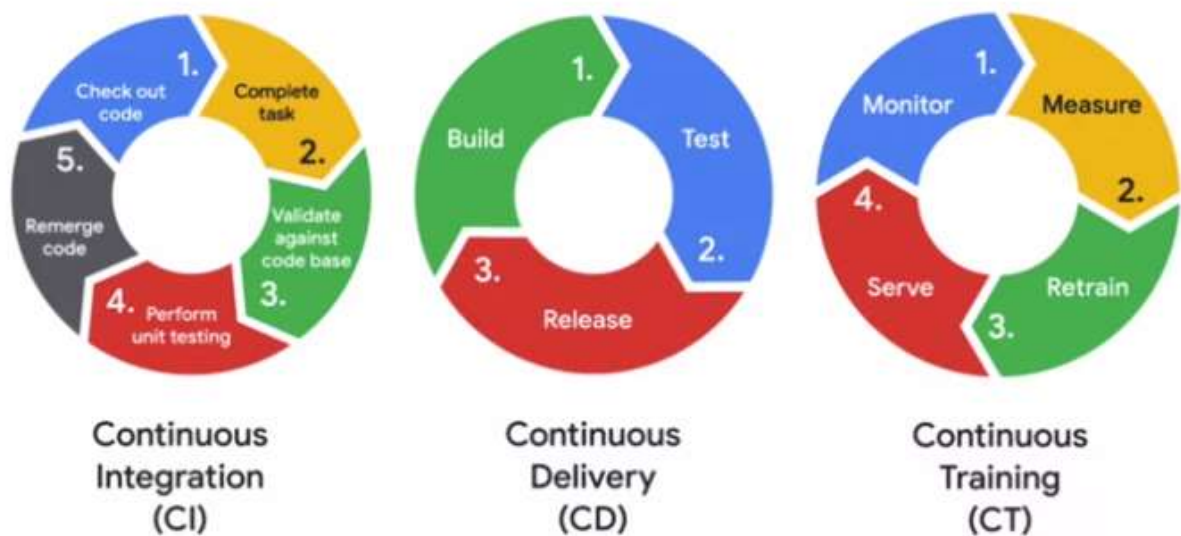 1.
Check out
code
Complete
task
2.
Validate
against
code base
3.
4.
Perform
unit testing
5.
Remerge
code
Continuous
Integration
(CI)
1.
Build
Test
2.
3.
Release
Continuous
Delivery
(CD)
1.
Monitor
Measure
2.
Retrain
3.
4.
Serve
Continuous
Training
(CT)